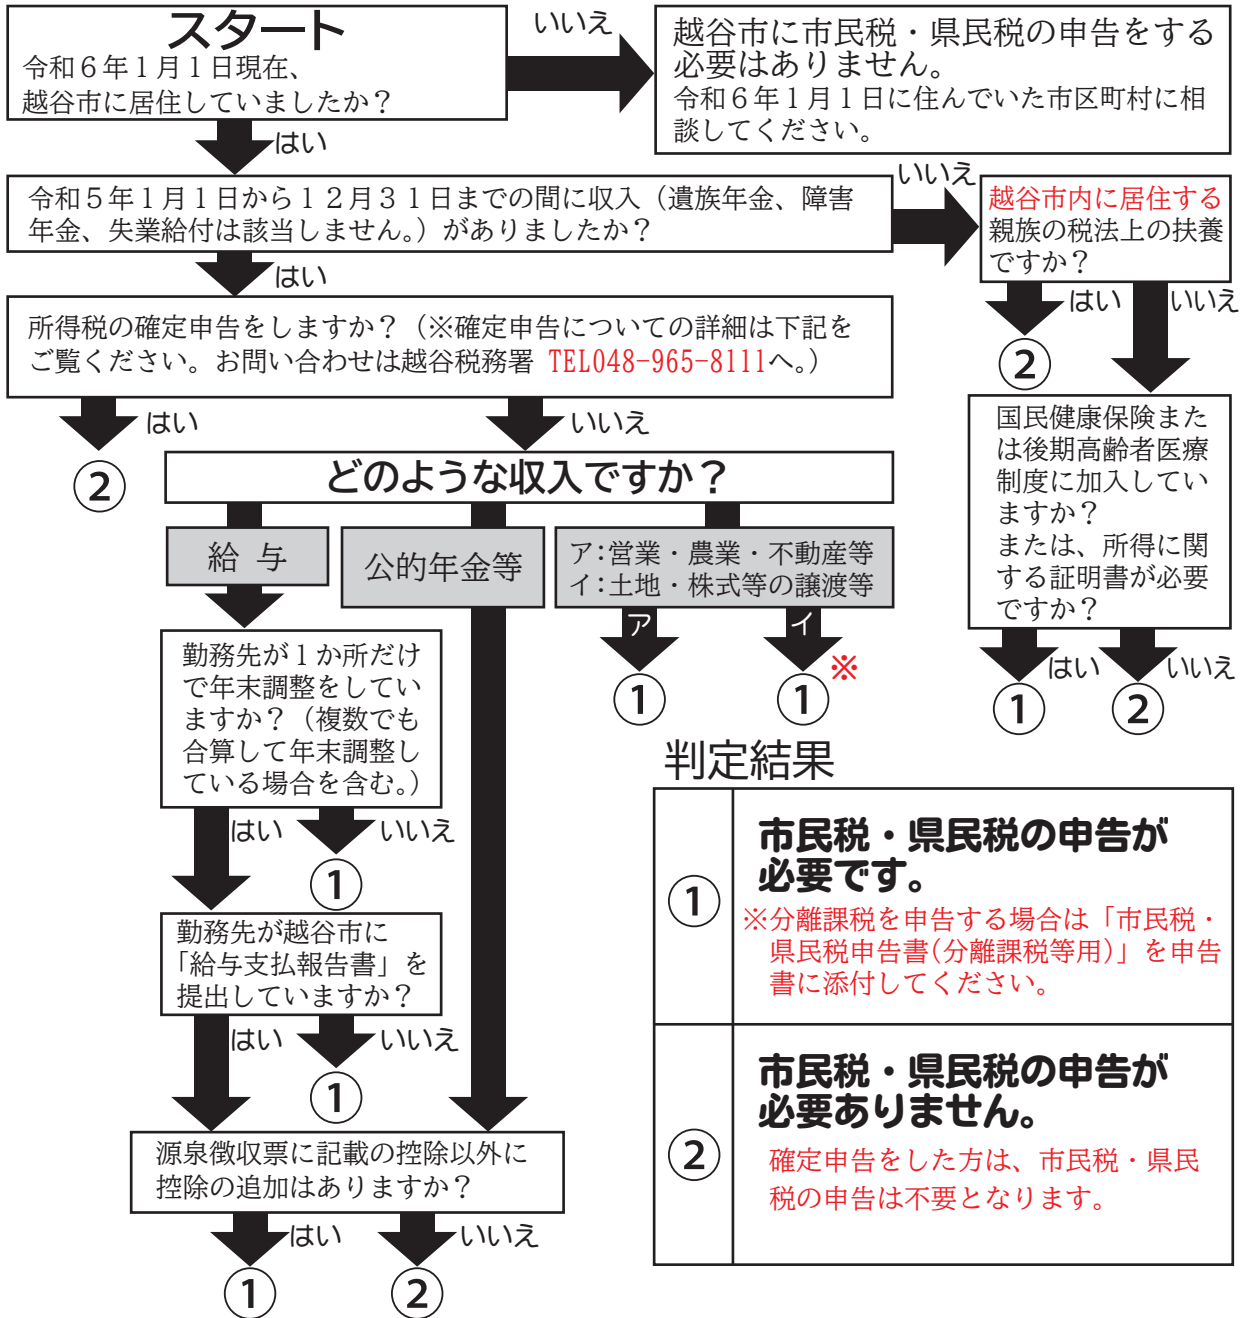 スタート
令和６年１月１日現在、
越谷市に居住していましたか？
いいえ
越谷市に市民税・県民税の申告をする
必要はありません。
令和６年１月１日に住んでいた市区町村に相
談してください。
はい
令和５年１月１日から１２月３１日までの間に収入（遺族年金、障害
年金、失業給付は該当しません。）がありましたか？
いいえ
越谷市内に居住する
親族の税法上の扶養
ですか？
はい
いいえ
②
国民健康保険また
は後期高齢者医療
制度に加入してい
ますか？
または、所得に関
する証明書が必要
ですか？
はい
いいえ
①
②
はい
所得税の確定申告をしますか？（※確定申告についての詳細は下記を
ご覧ください。お問い合わせは越谷税務署 TEL048-965-8111へ。）
はい
いいえ
②
どのような収入ですか？
給 与
公的年金等
ア：営業・農業・不動産等
イ：土地・株式等の譲渡等
ア
イ
※
①
①
勤務先が１か所だけ
で年末調整をしてい
ますか？（複数でも
合算して年末調整し
ている場合を含む。）
はい
いいえ
①
勤務先が越谷市に
「給与支払報告書」を
提出していますか？
はい
いいえ
①
源泉徴収票に記載の控除以外に
控除の追加はありますか？
はい
いいえ
①
②
判定結果
①
市民税・県民税の申告が
必要です。
※分離課税を申告する場合は「市民税・
県民税申告書(分離課税等用)」を申告
書に添付してください。
②
市民税・県民税の申告が
必要ありません。
確定申告をした方は、市民税・県民
税の申告は不要となります。